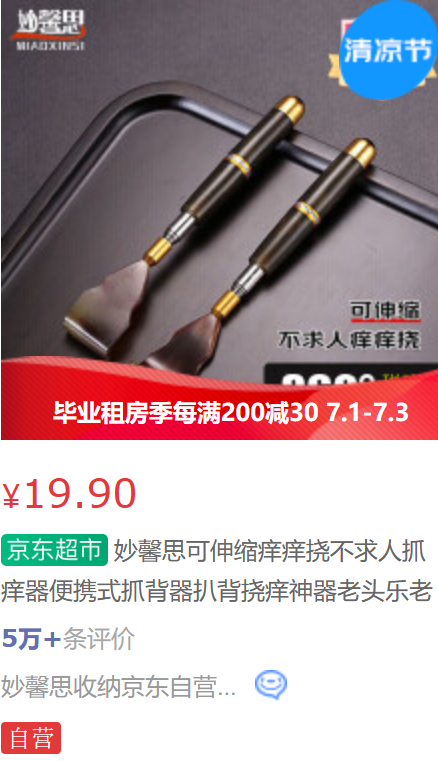 妙馨思
MIAOXINSI
清凉节
可伸缩
不求人痒痒挠
毕业租房季每满200减30 7.1-7.3
¥19.90
京东超市 妙馨思可伸缩痒痒挠不求人抓
痒器便携式抓背器扒背挠痒神器老头乐老
5万+条评价
妙馨思收纳京东自营...
自营